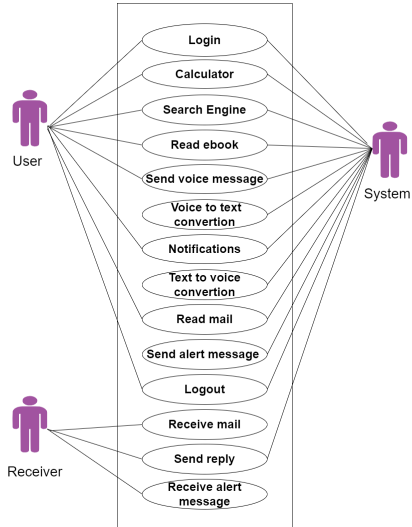 Login
Calculator
Search Engine
Read ebook
Send voice message
Voice to text
convertion
Notifications
Text to voice
convertion
Read mail
Send alert message
Logout
Receive mail
Send reply
Receive alert
message
User
System
Receiver